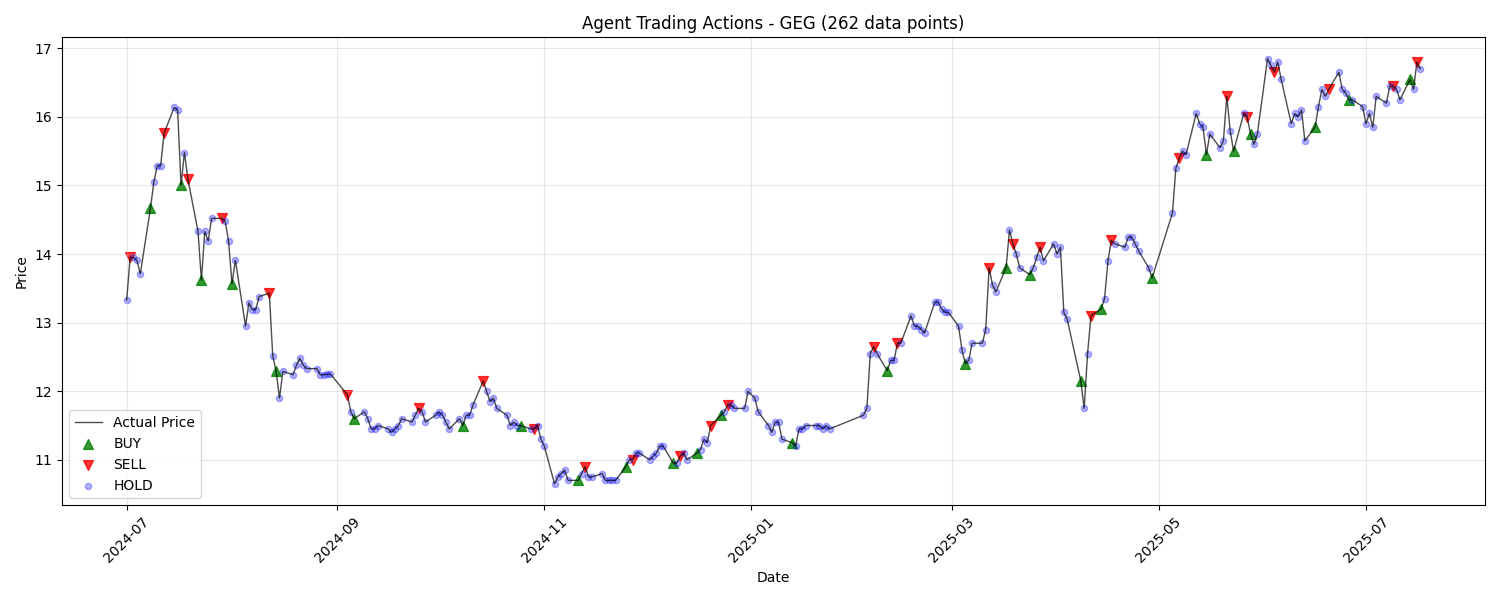 Agent Trading Actions - GEG (262 data points)
17
16
15
14
13
12
11
Price
Actual Price
BUY
SELL
HOLD
2024-07
2024-09
2024-11
2025-01
2025-03
2025-05
2025-07
Date